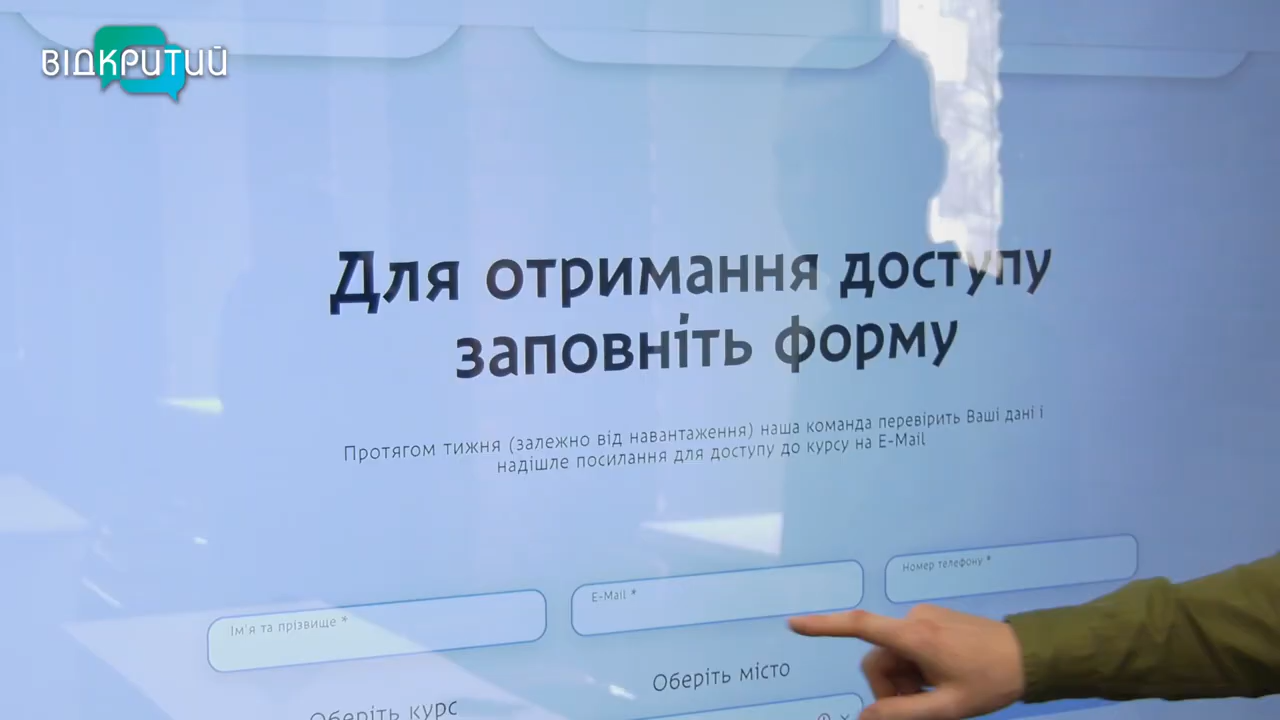 ВІДКРИТИЙ
Для отримання доступу
заповніть форму
Протягом тижня (залежно від навантаження) наша команда перевірить Ваші дані і
надішле посилання для доступу до курсу на E-Mail
Ім'я та прізвище *
E-Mail *
Номер телефону *
Оберіть курс
Оберіть місто